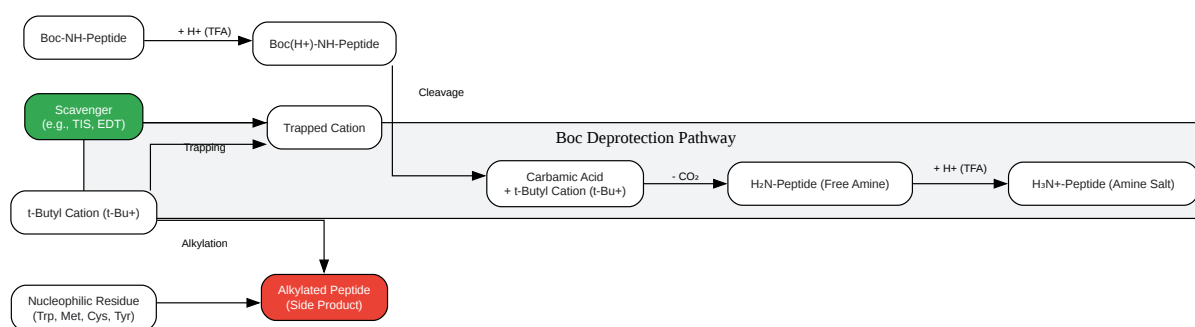 Boc-NH-Peptide
+ H+ (TFA)
Boc(H+)-NH-Peptide
Cleavage
Scavenger
(e.g., TIS, EDT)
Trapped Cation
Trapping
Boc Deprotection Pathway
Carbamic Acid
+ t-Butyl Cation (t-Bu+)
- CO₂
H₂N-Peptide (Free Amine)
+ H+ (TFA)
H₃N+-Peptide (Amine Salt)
t-Butyl Cation (t-Bu+)
Alkylation
Alkylated Peptide
(Side Product)
Nucleophilic Residue
(Trp, Met, Cys, Tyr)